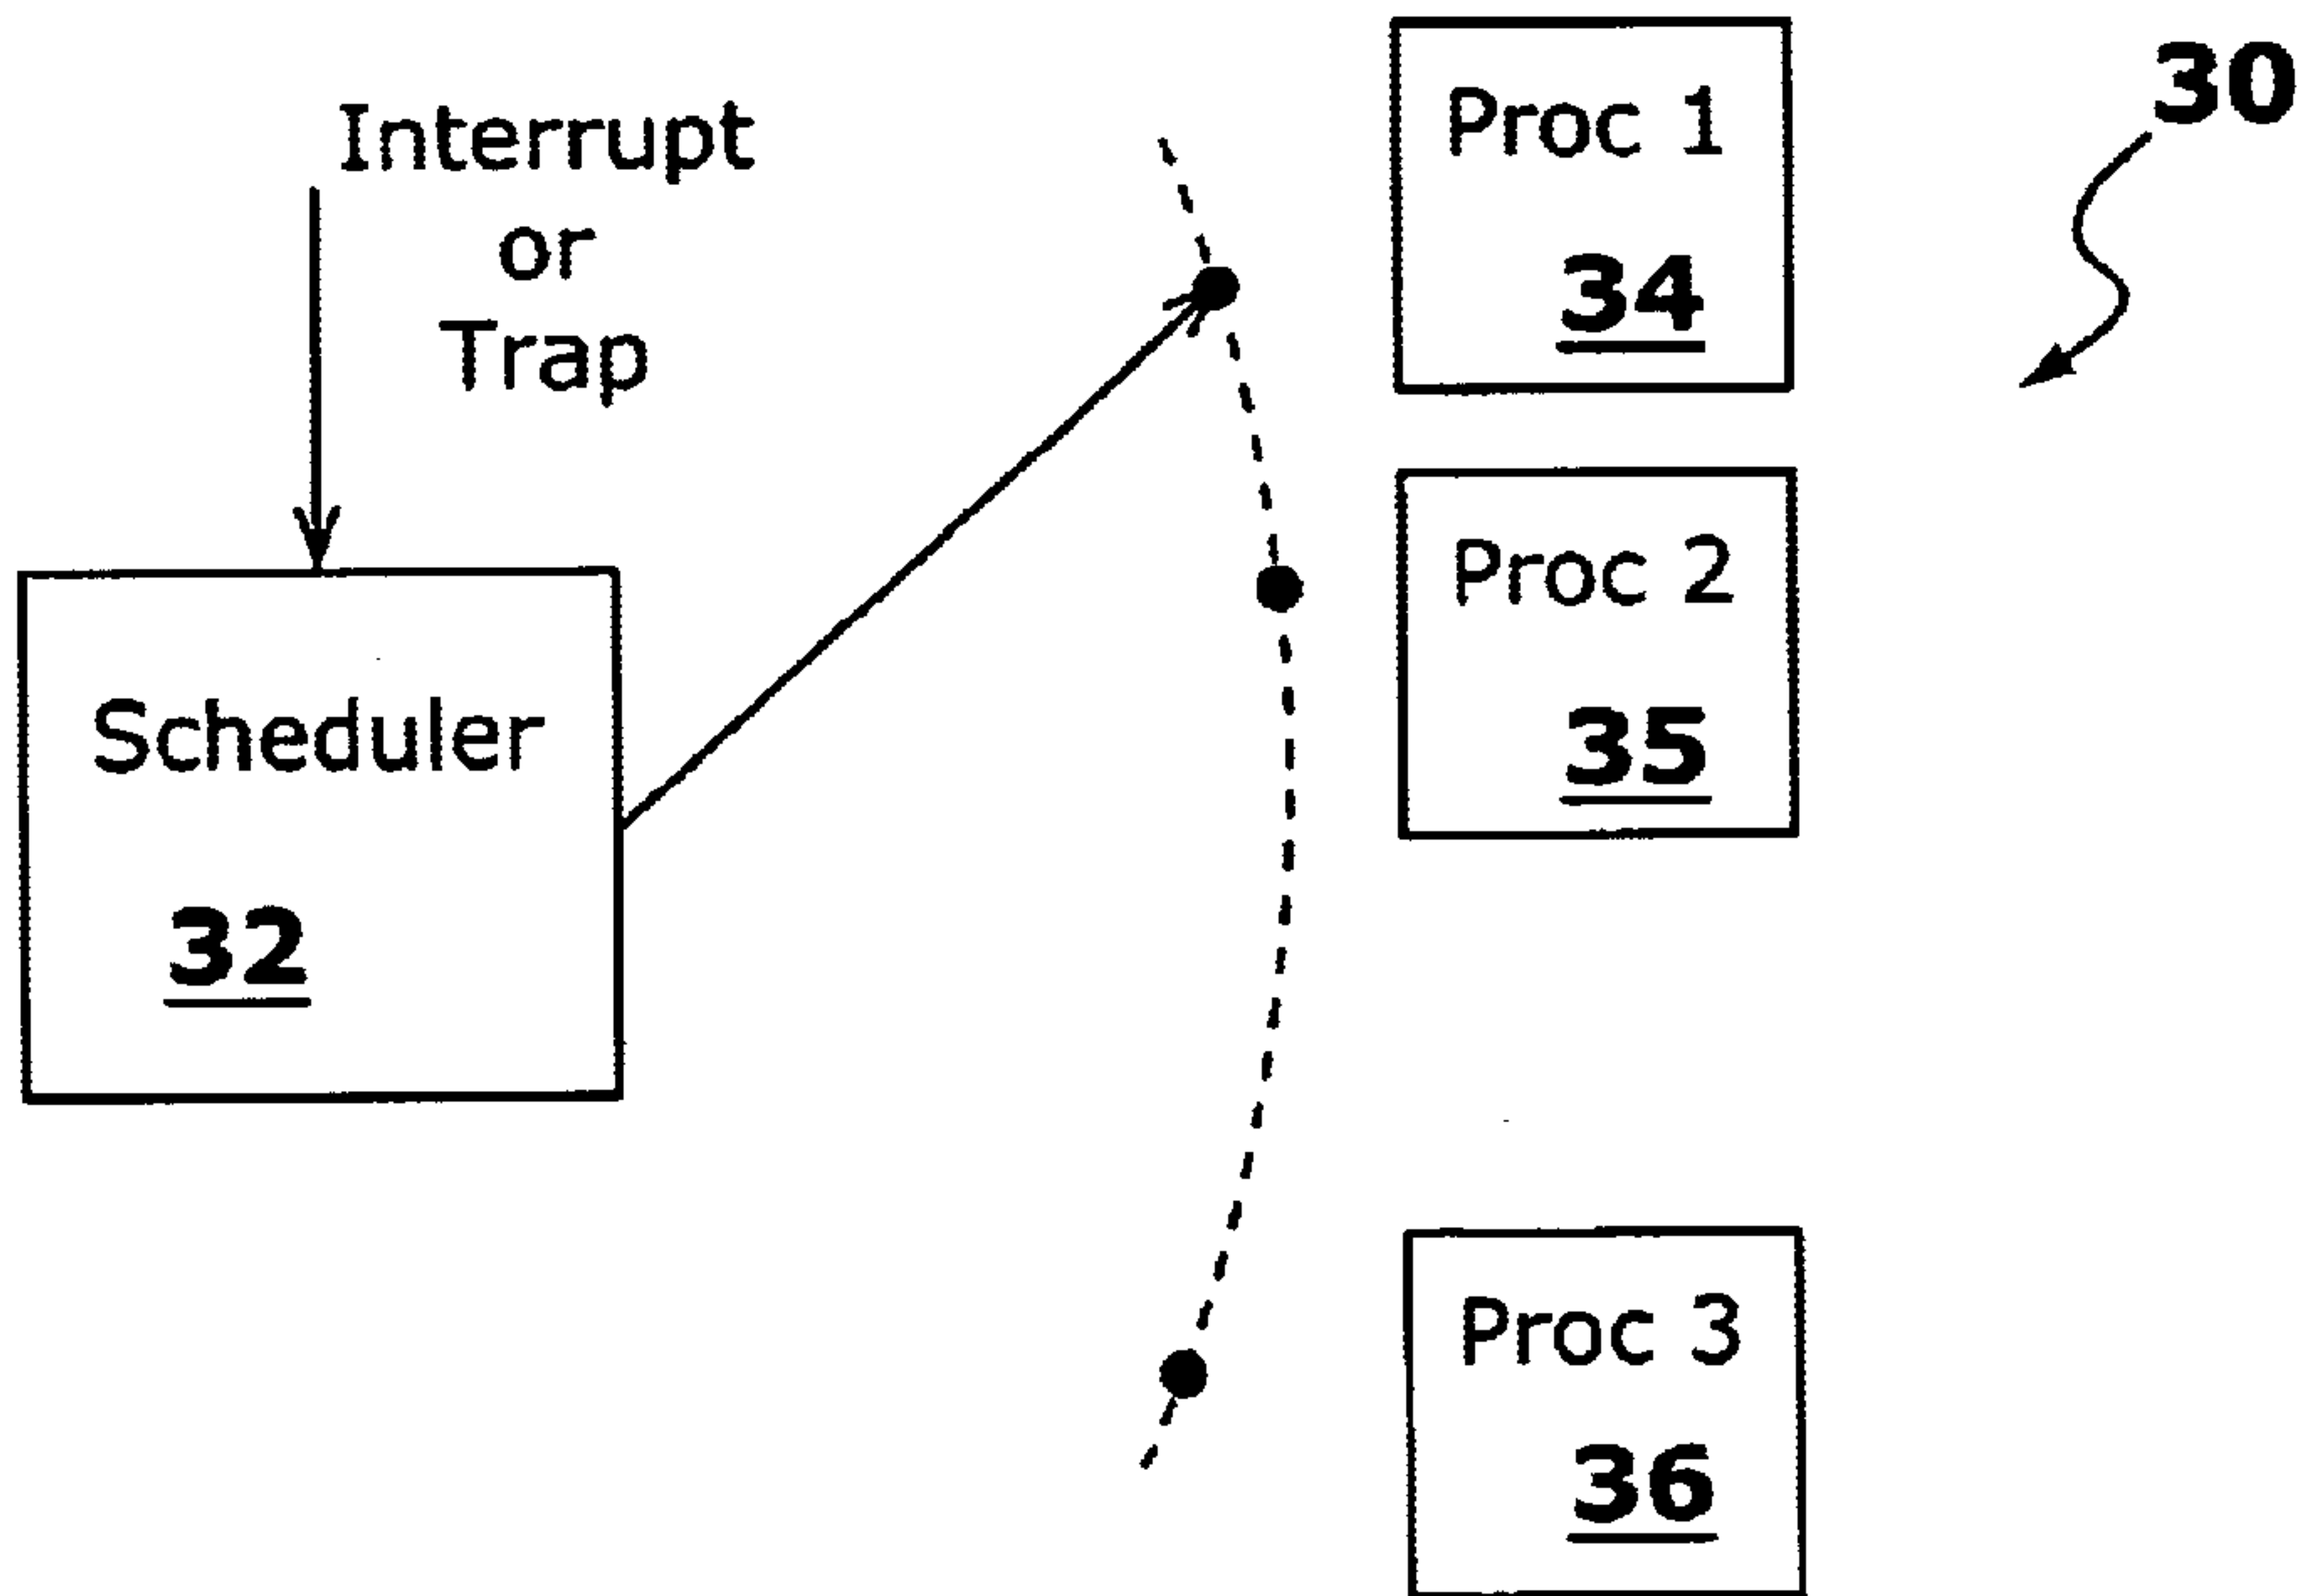 Interrupt
or
Trap
Scheduler
32
Proc 1
34
Proc 2
35
Proc 3
36
30